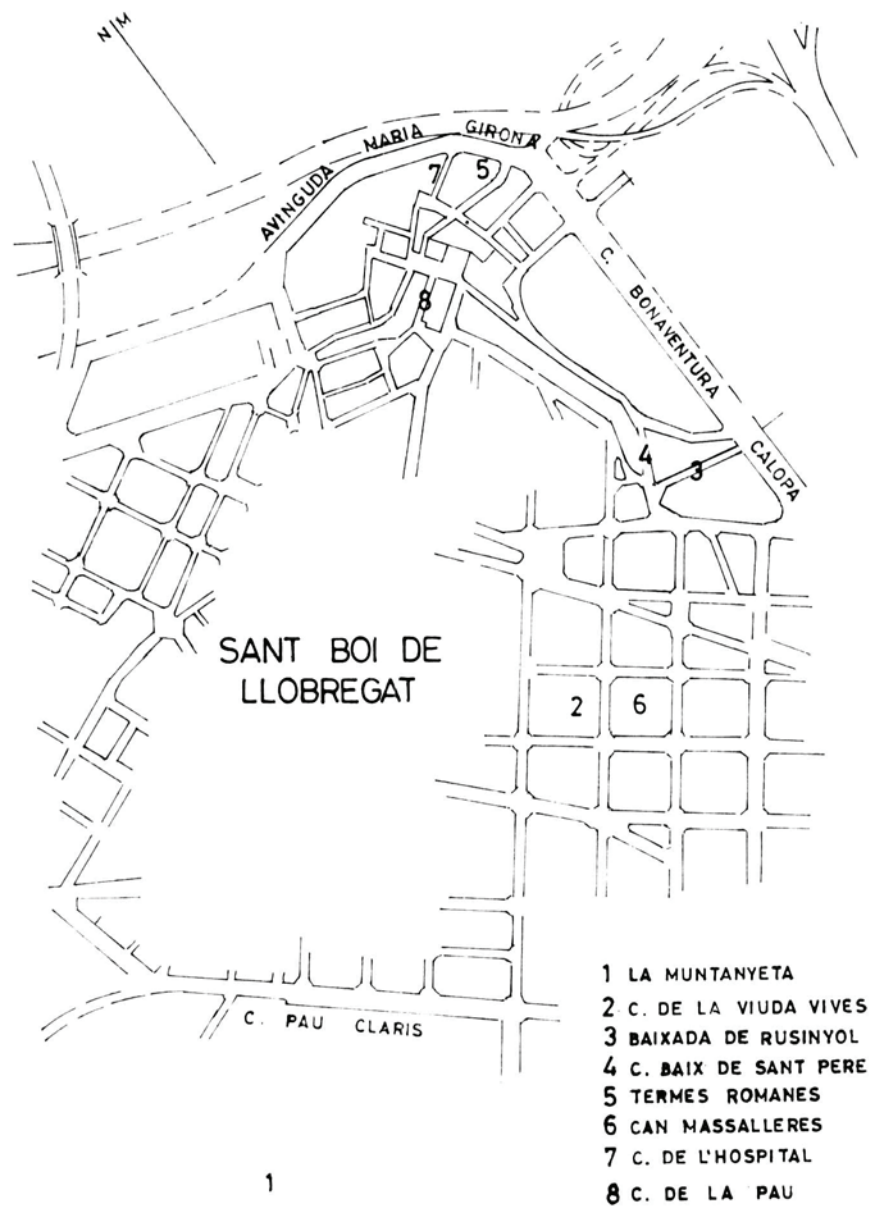 N/M
AVINGUDA MARIA GIRONA
7
5
C. BONAVENTURA CALOPA
8
4
3
SANT BOI DE
LLOBREGAT
2
6
C. PAU CLARIS
1 LA MUNTANYETA
2 C. DE LA VIUDA VIVES
3 BAIXADA DE RUSINYOL
4 C. BAIX DE SANT PERE
5 TERMES ROMANES
6 CAN MASSALLERES
7 C. DE L'HOSPITAL
8 C. DE LA PAU
1